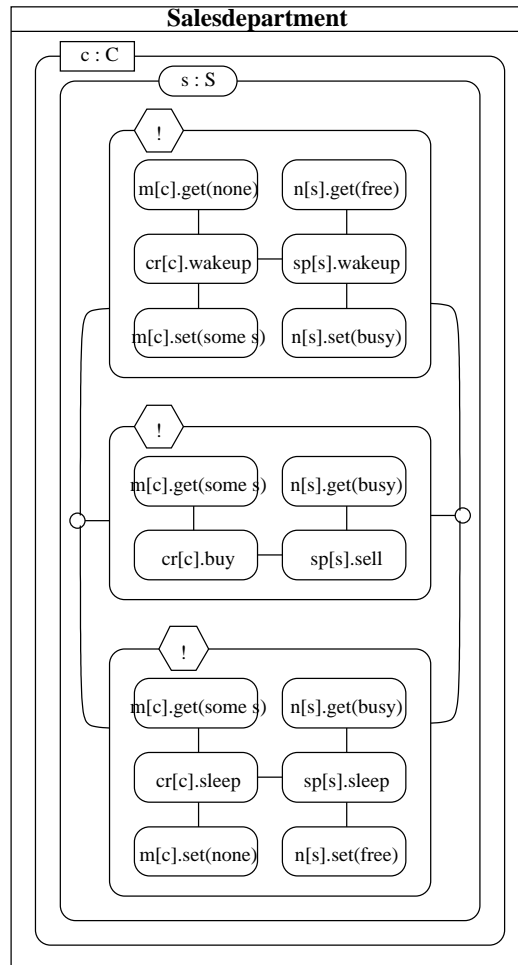 Salesdepartment
c : C
s : S
!
m[c].get(none) n[s].get(free)
cr[c].wakeup sp[s].wakeup
m[c].set(some s) n[s].set(busy)
!
m[c].get(some s) n[s].get(busy)
cr[c].buy sp[s].sell
!
m[c].get(some s) n[s].get(busy)
cr[c].sleep sp[s].sleep
m[c].set(none) n[s].set(free)